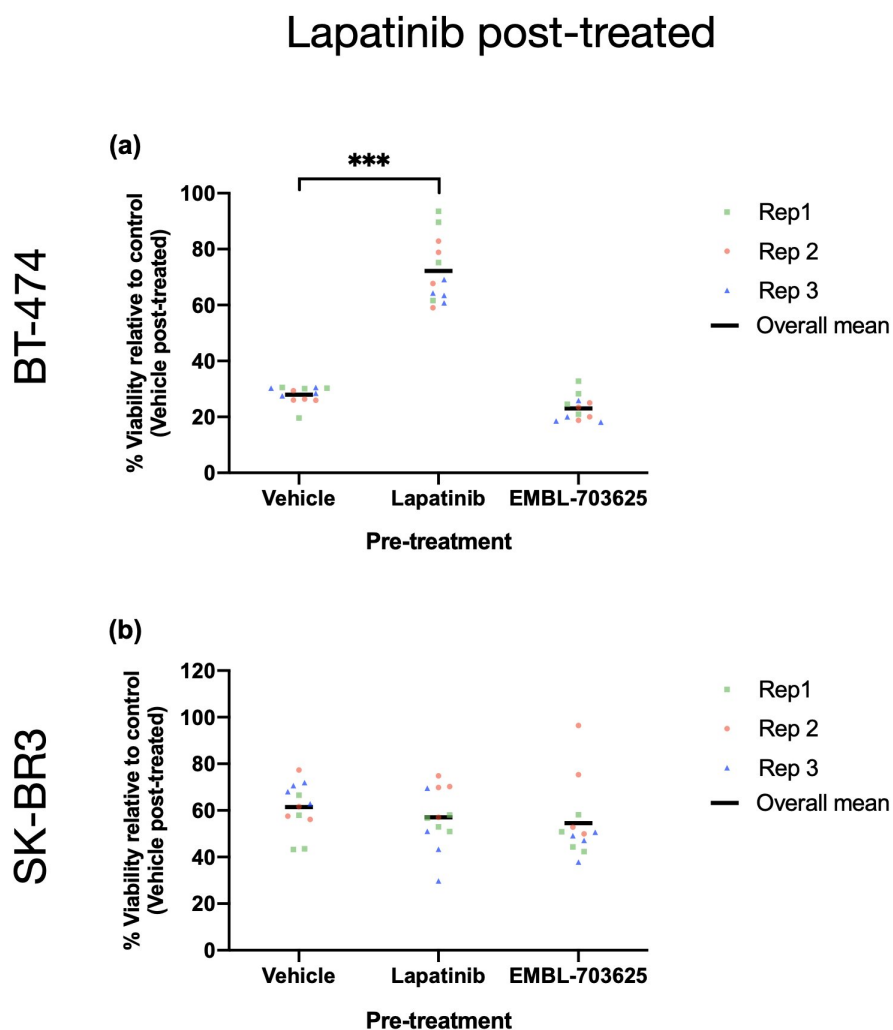 Lapatinib post-treated
(a)
BT-474
% Viability relative to control
(Vehicle post-treated)
***
100
80
60
40
20
0
Vehicle
Lapatinib
EMBL-703625
Pre-treatment
Rep1
Rep 2
Rep 3
Overall mean
(b)
SK-BR3
% Viability relative to control
(Vehicle post-treated)
120
100
80
60
40
20
0
Vehicle
Lapatinib
EMBL-703625
Pre-treatment
Rep1
Rep 2
Rep 3
Overall mean